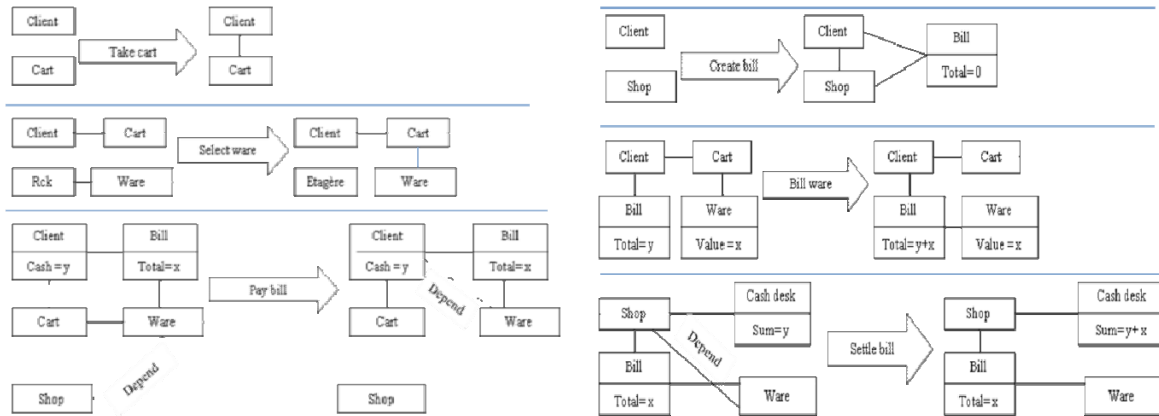 Client
Client
Take cart
Cart
Cart
Client
Cart
Select ware
Client
Cart
Rck
Ware
Etagère
Ware
Client
Bill
Cash = y
Total= x
Pay bill
Client
Bill
Cash = y
Total= x
Depend
Cart
Ware
Cart
Ware
Depend
Shop
Shop
Client
Client
Bill
Create bill
Total= 0
Shop
Shop
Client
Cart
Bill ware
Client
Cart
Bill
Ware
Bill
Ware
Total= y
Value = x
Total= y+x
Value = x
Shop
Cash desk
Sum= y
Depend
Settle bill
Shop
Cash desk
Sum= y+ x
Bill
Total= x
Ware
Bill
Total= x
Ware